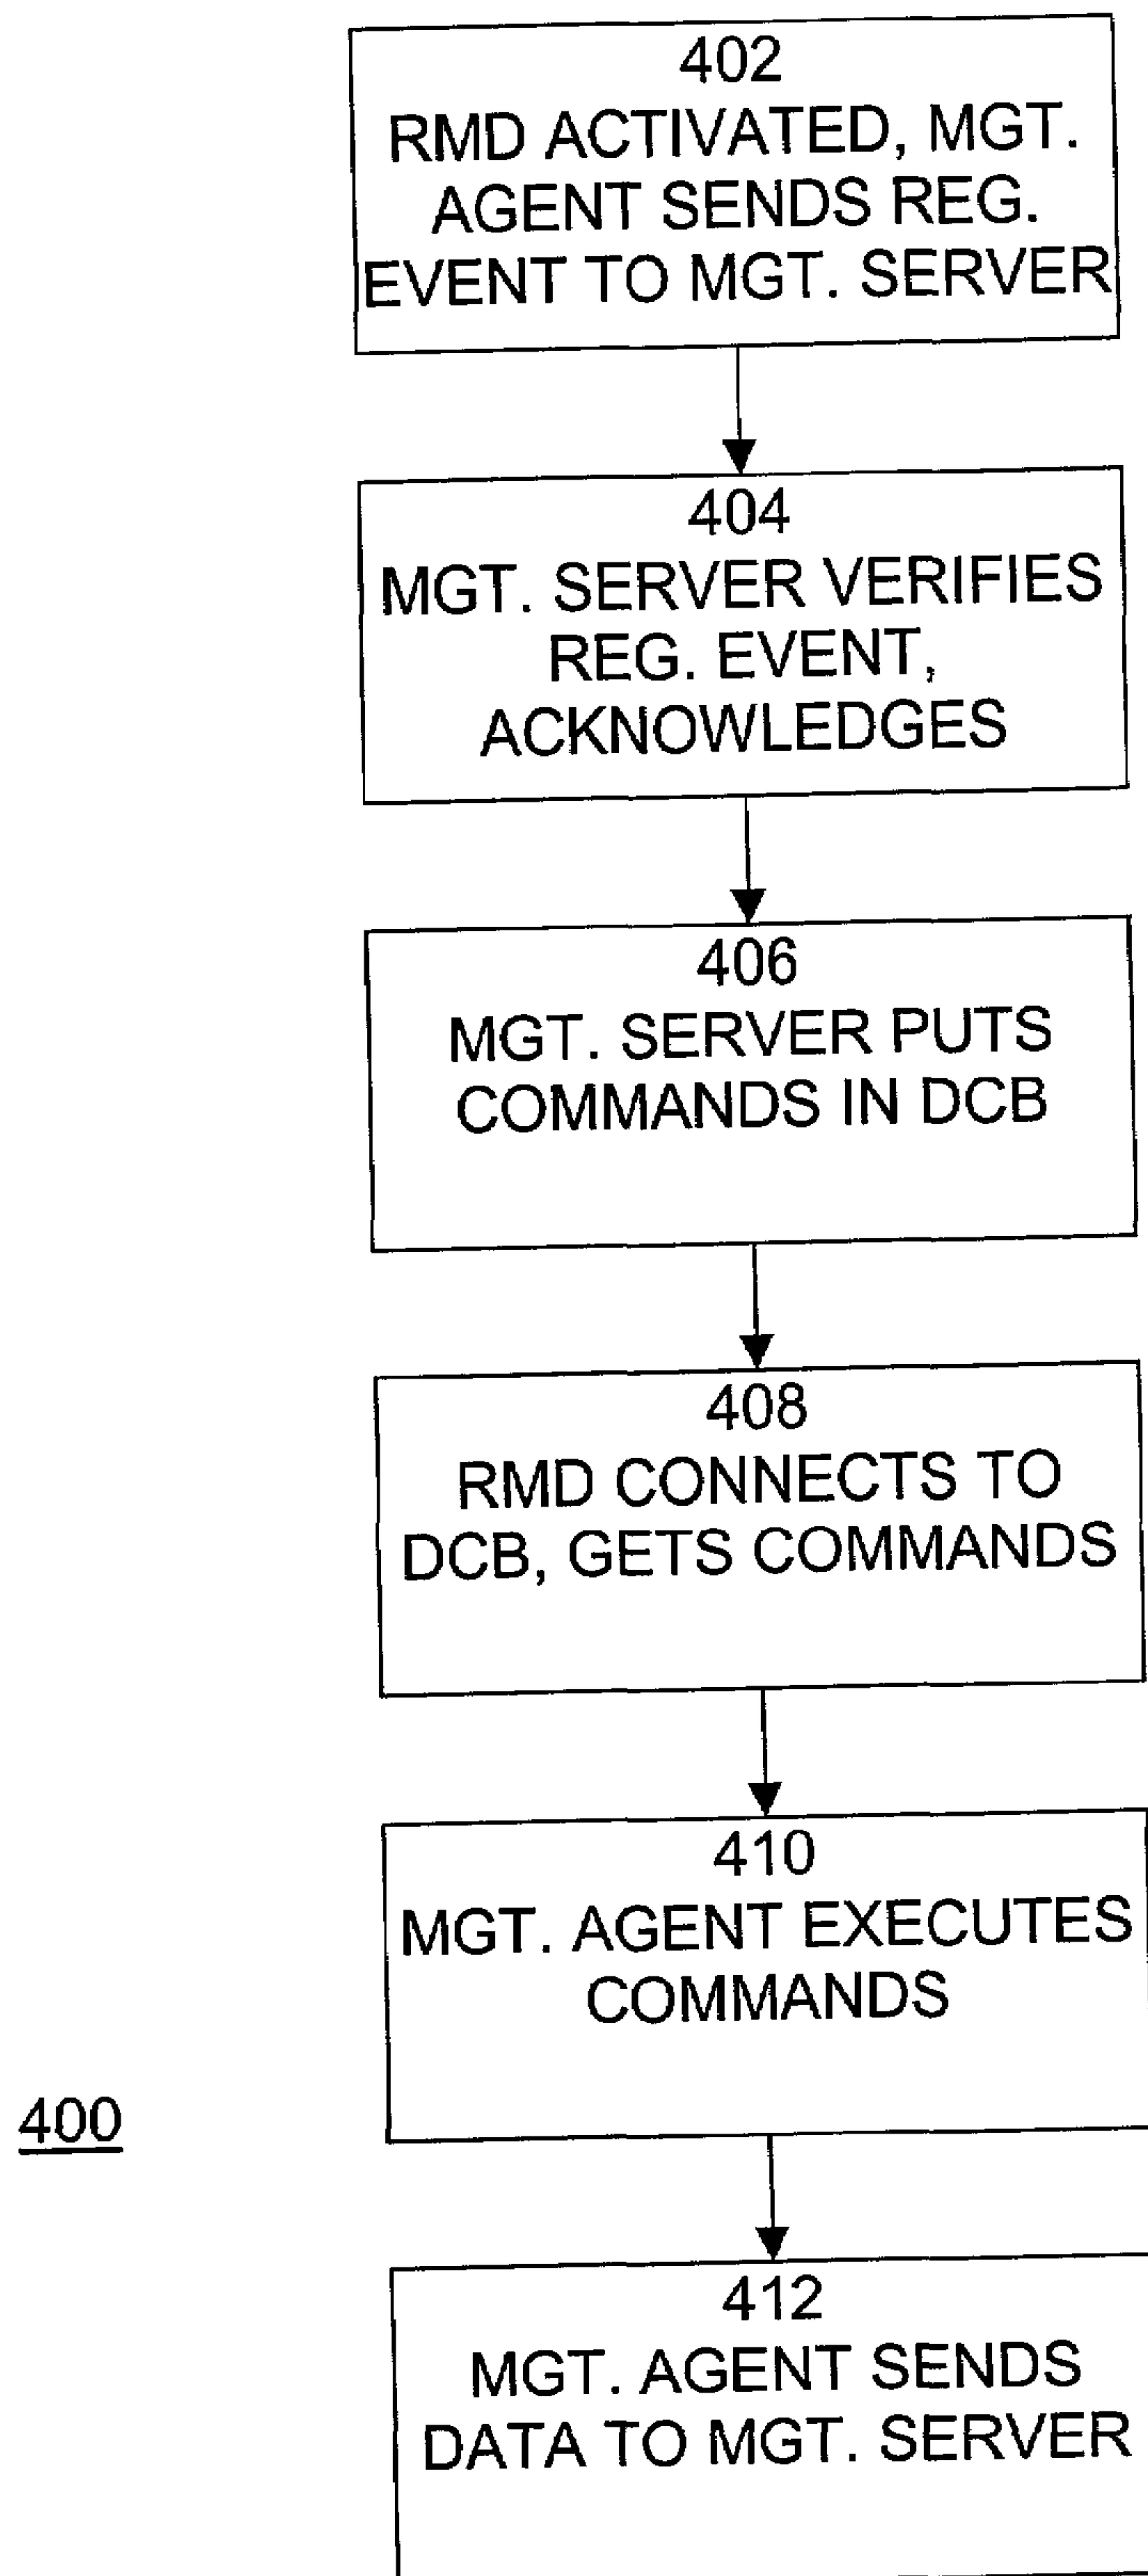 402
RMD ACTIVATED, MGT.
AGENT SENDS REG.
EVENT TO MGT. SERVER
404
MGT. SERVER VERIFIES
REG. EVENT,
ACKNOWLEDGES
406
MGT. SERVER PUTS
COMMANDS IN DCB
408
RMD CONNECTS TO
DCB, GETS COMMANDS
410
MGT. AGENT EXECUTES
COMMANDS
400
412
MGT. AGENT SENDS
DATA TO MGT. SERVER